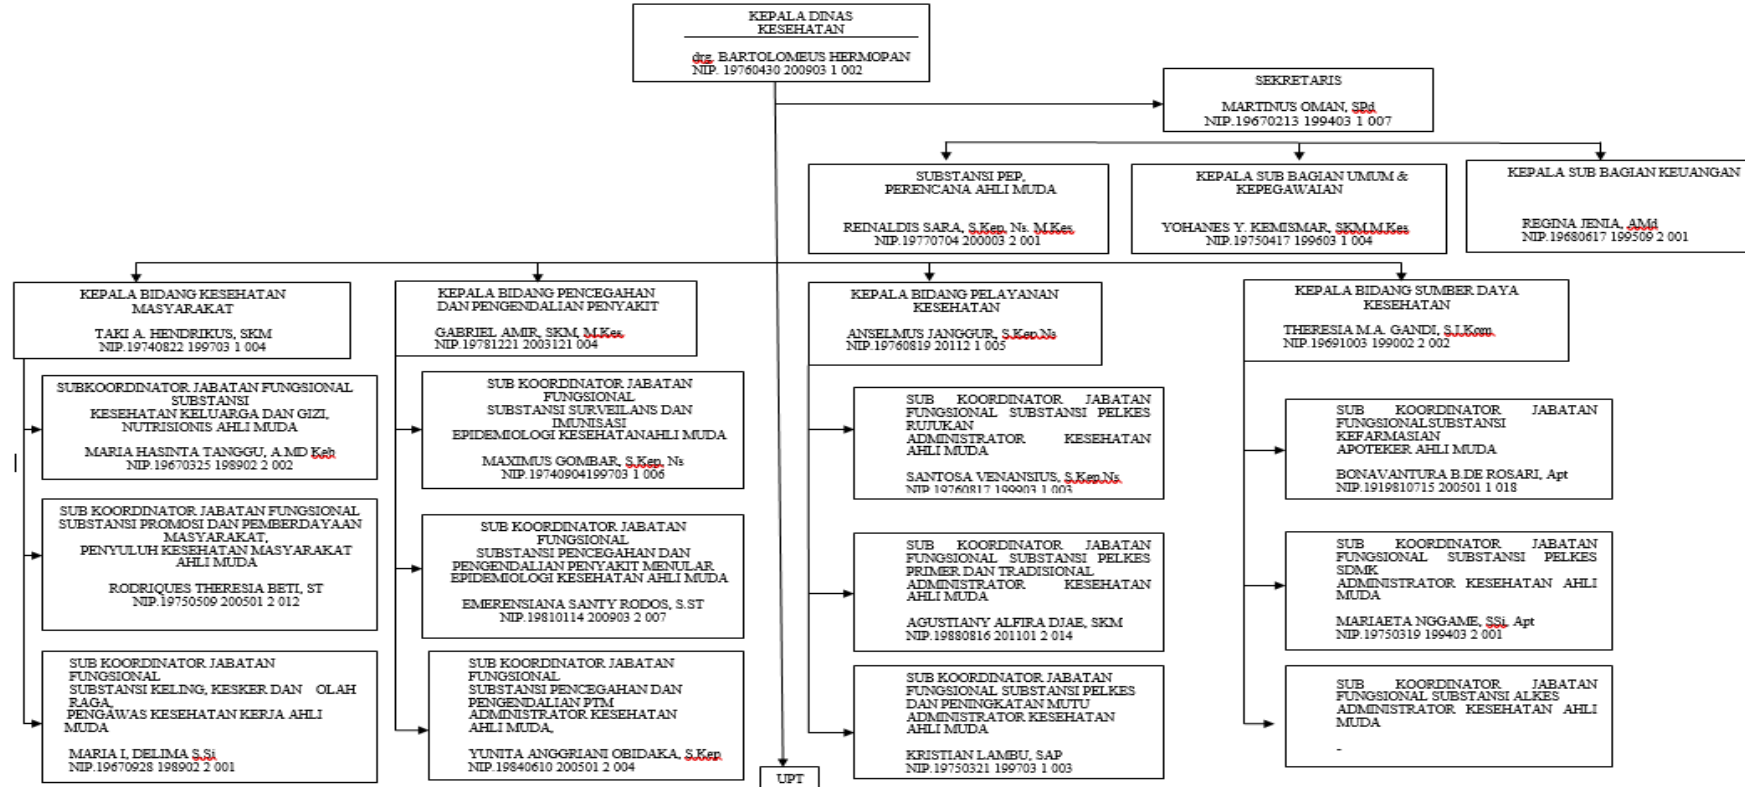 KEPALA DINAS
KESEHATAN
drg. BARTOLOMEUS HERMOPAN
NIP. 19760430 200903 1 002
SEKRETARIS
MARTINUS OMAN, SPd
NIP.19670213 199403 1 007
SUBSTANSI PEP,
PERENCANA AHLI MUDA
REINALDIS SARA, S.Kep, Ns. M.Kes
NIP.19770704 200003 2 001
KEPALA SUB BAGIAN UMUM &
KEPEGAWAIAN
YOHANES Y. KEMISMAR, SKM.M.Kes
NIP.19750417 199603 1 004
KEPALA SUB BAGIAN KEUANGAN
REGINA JENIA, AMd
NIP.19680617 199509 2 001
KEPALA BIDANG KESEHATAN
MASYARAKAT
TAKI A. HENDRIKUS, SKM
NIP.19740822 199703 1 004
SUBKOORDINATOR JABATAN FUNGSIONAL
SUBSTANSI
KESEHATAN KELUARGA DAN GIZI,
NUTRISIONIS AHLI MUDA
MARIA HASINTA TANGGU, A.MD Keb
NIP.19670325 198902 2 002
SUB KOORDINATOR JABATAN FUNGSIONAL
SUBSTANSI PROMOSI DAN PEMBERDAYAAN
MASYARAKAT,
PENYULUH KESEHATAN MASYARAKAT
AHLI MUDA
RODRIQUES THERESIA BETI, ST
NIP.19750509 200501 2 012
SUB KOORDINATOR JABATAN
FUNGSIONAL
SUBSTANSI KELING, KESKER DAN OLAH
RAGA,
PENGAWAS KESEHATAN KERJA AHLI
MUDA
MARIA I, DELIMA S.Si
NIP.19670928 198902 2 001
KEPALA BIDANG PENCEGAHAN
DAN PENGENDALIAN PENYAKIT
GABRIEL AMIR, SKM, M.Kes
NIP.19781221 2003121 004
SUB KOORDINATOR JABATAN
FUNGSIONAL
SUBSTANSI SURVEILANS DAN
IMUNISASI
EPIDEMIOLOGI KESEHATANAHLI MUDA
MAXIMUS GOMBAR, S.Kep, Ns
NIP.19740904199703 1 006
SUB KOORDINATOR JABATAN
FUNGSIONAL
SUBSTANSI PENCEGAHAN DAN
PENGENDALIAN PENYAKIT MENULAR
EPIDEMIOLOGI KESEHATAN AHLI MUDA
EMERENSIANA SANTY RODOS, S.ST
NIP.19810114 200903 2 007
SUB KOORDINATOR JABATAN
FUNGSIONAL
SUBSTANSI PENCEGAHAN DAN
PENGENDALIAN PTM
ADMINISTRATOR KESEHATAN
AHLI MUDA,
YUNITA ANGGRIANI OBIDAKA, S.Kep
NIP.19840610 200501 2 004
KEPALA BIDANG PELAYANAN
KESEHATAN
ANSELMUS JANGGUR, S.Kep.Ns
NIP.19760819 20112 1 005
SUB KOORDINATOR JABATAN
FUNGSIONAL SUBSTANSI PELKES
RUJUKAN
ADMINISTRATOR KESEHATAN
AHLI MUDA
SANTOSA VENANSIUS, S.Kep.Ns
NIP.19760817 199903 1 003
SUB KOORDINATOR JABATAN
FUNGSIONAL SUBSTANSI PELKES
PRIMER DAN TRADISIONAL
ADMINISTRATOR KESEHATAN
AHLI MUDA
AGUSTIANY ALFIRA DJAE, SKM
NIP.19880816 201101 2 014
SUB KOORDINATOR JABATAN
FUNGSIONAL SUBSTANSI PELKES
DAN PENINGKATAN MUTU
ADMINISTRATOR KESEHATAN
AHLI MUDA
KRISTIAN LAMBU, SAP
NIP.19750321 199703 1 003
KEPALA BIDANG SUMBER DAYA
KESEHATAN
THERESIA M.A. GANDI, S.I.Kom
NIP.19691003 199002 2 002
SUB KOORDINATOR JABATAN
FUNGSIONALSUBSTANSI
KEFARMASIAN
APOTEKER AHLI MUDA
BONAVANTURA B.DE ROSARI, Apt
NIP.1919810715 200501 1 018
SUB KOORDINATOR JABATAN
FUNGSIONAL SUBSTANSI PELKES
SDMK
ADMINISTRATOR KESEHATAN AHLI
MUDA
MARIAETA NGGAME, SSi, Apt
NIP.19750319 199403 2 001
SUB KOORDINATOR JABATAN
FUNGSIONAL SUBSTANSI ALKES
ADMINISTRATOR KESEHATAN AHLI
MUDA
-
UPT